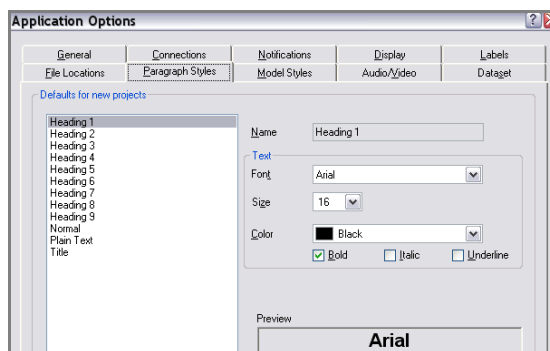 Application Options
General Connections Notifications Display Labels
File Locations Paragraph Styles Model Styles Audio/Video Dataset
Defaults for new projects
Heading 1
Heading 2
Heading 3
Heading 4
Heading 5
Heading 6
Heading 7
Heading 8
Heading 9
Normal
Plain Text
Title
Name Heading 1
Text
Font Arial
Size 16
Color Black
Bold Italic Underline
Preview
Arial